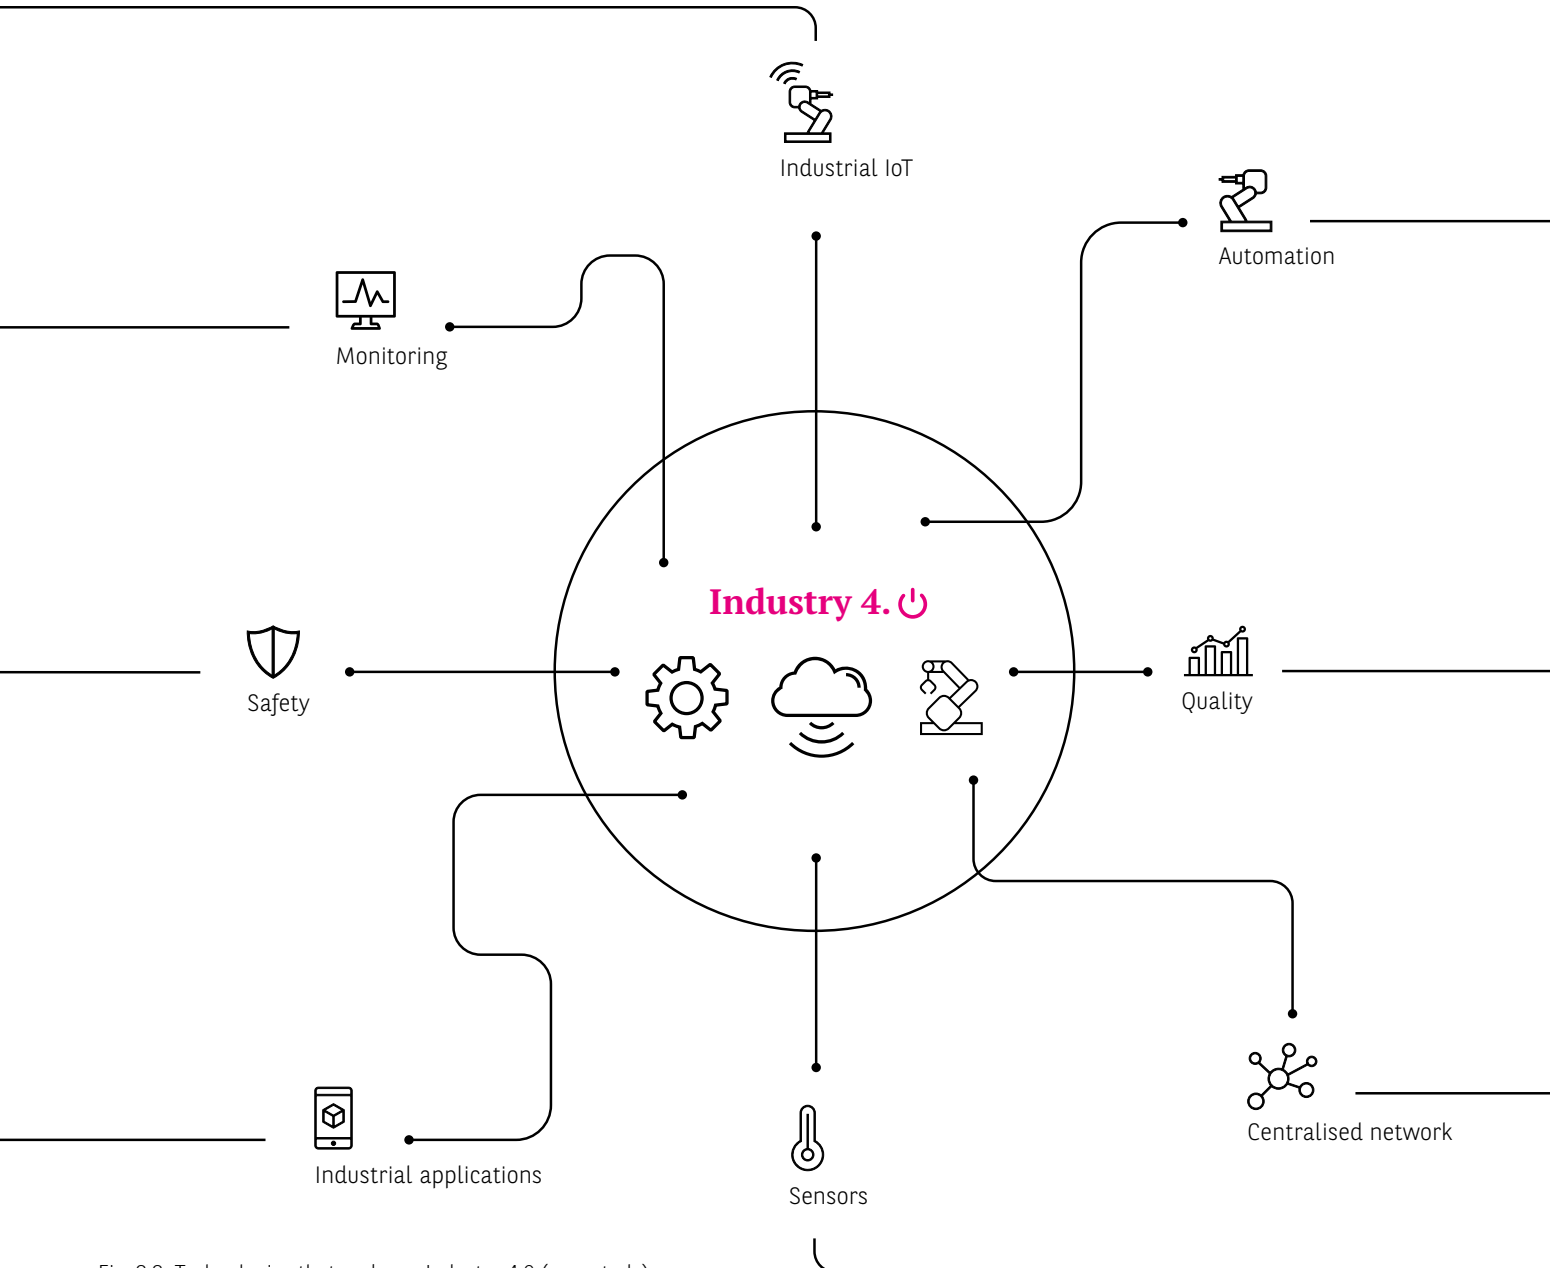 Industrial IoT
Automation
Monitoring
Industry 4.
Safety
Quality
Centralised network
Industrial applications
Sensors